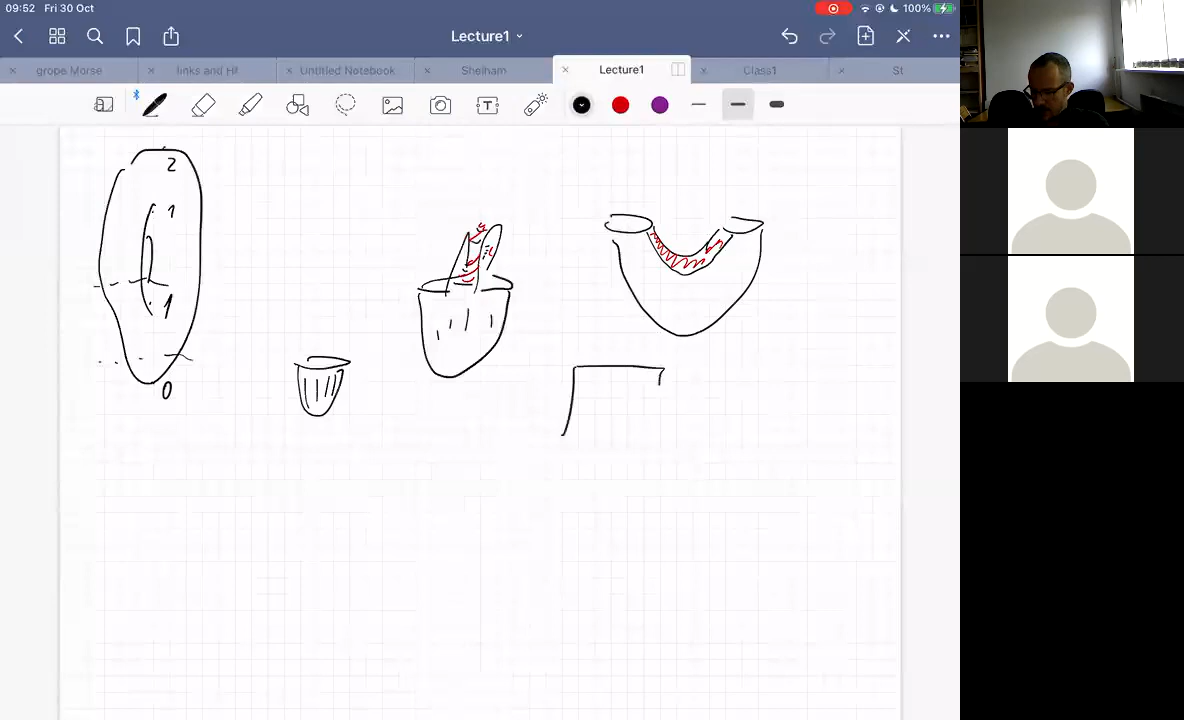 09:52 Fri 30 Oct
100%
Lecture1
grope Morse
links and HF
Untitled Notebook
Shelham
Lecture1
Class1
St
T
2
1
1
0